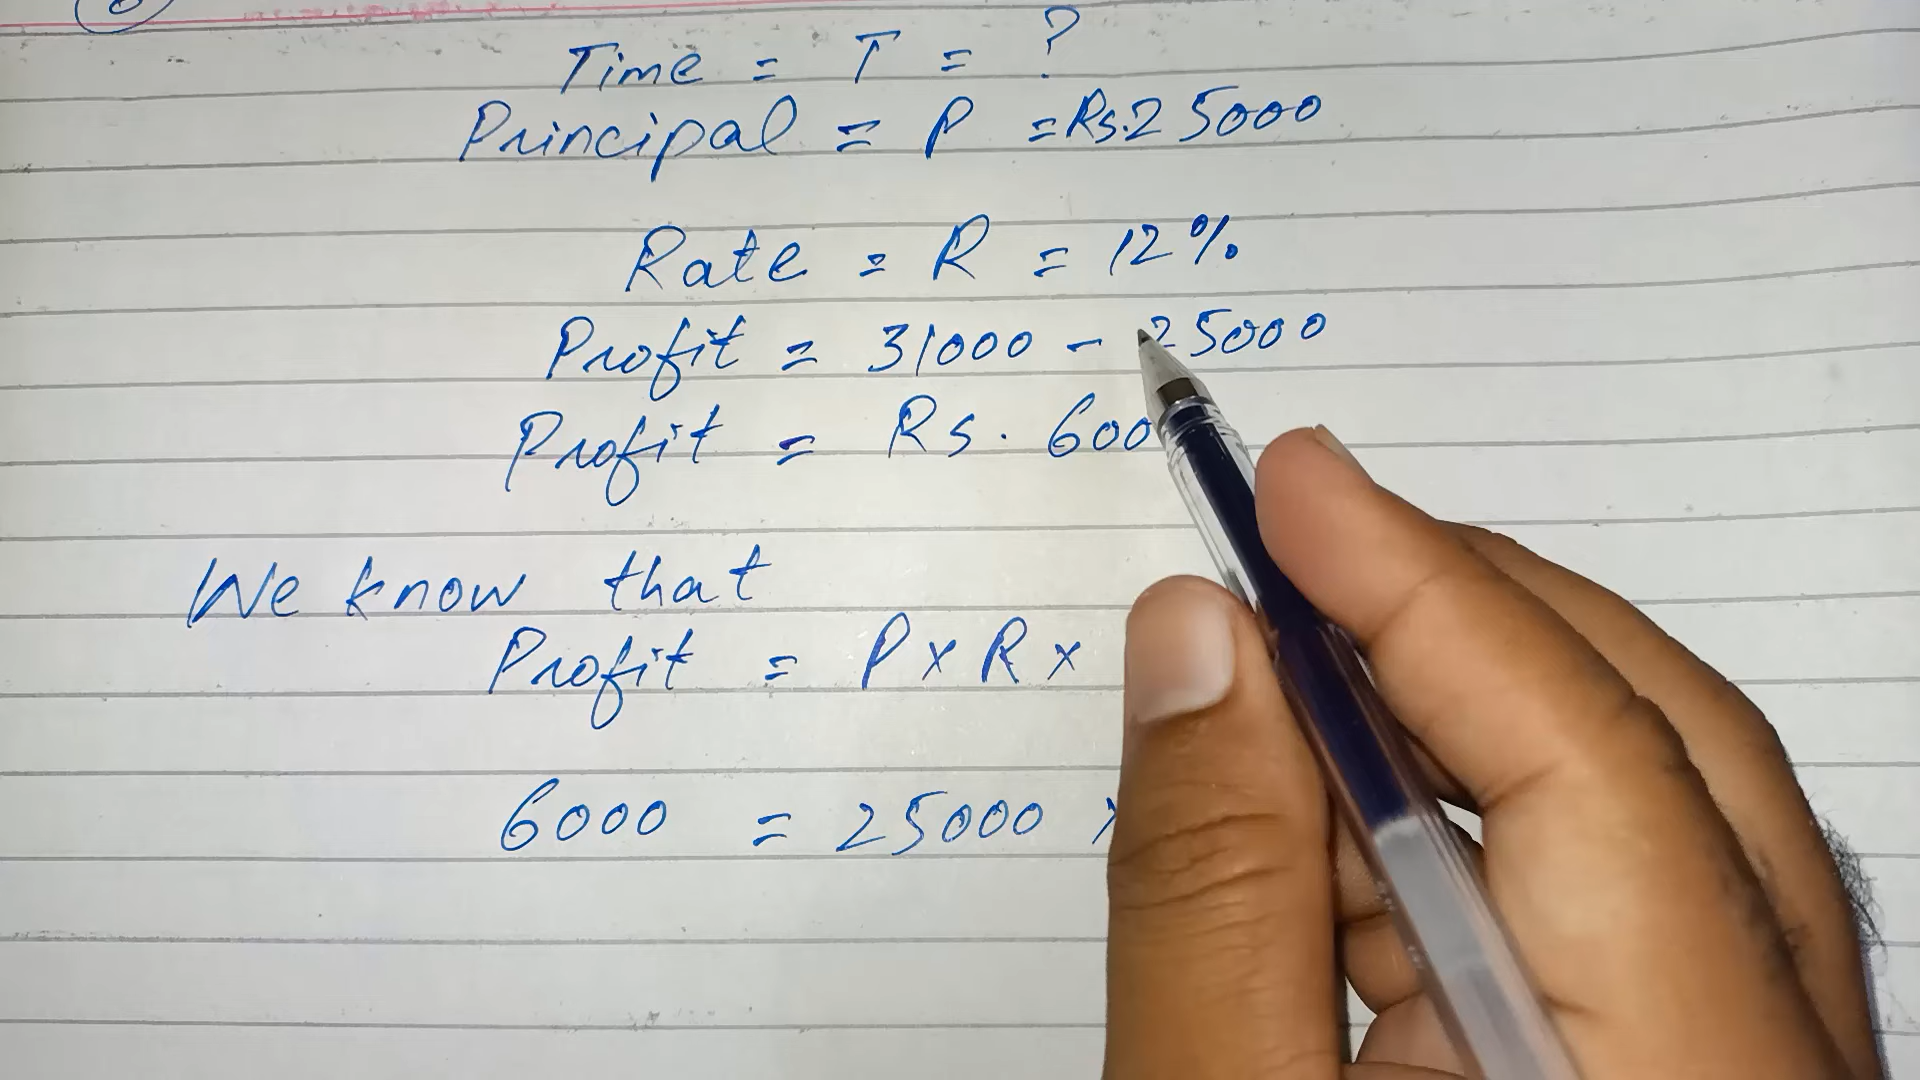 Time = T = ?
Principal = P = Rs.25000
Rate = R = 12%
Profit = 31000 - 25000
Profit = Rs. 600
We know that
Profit = P x R x
6000 = 25000 x